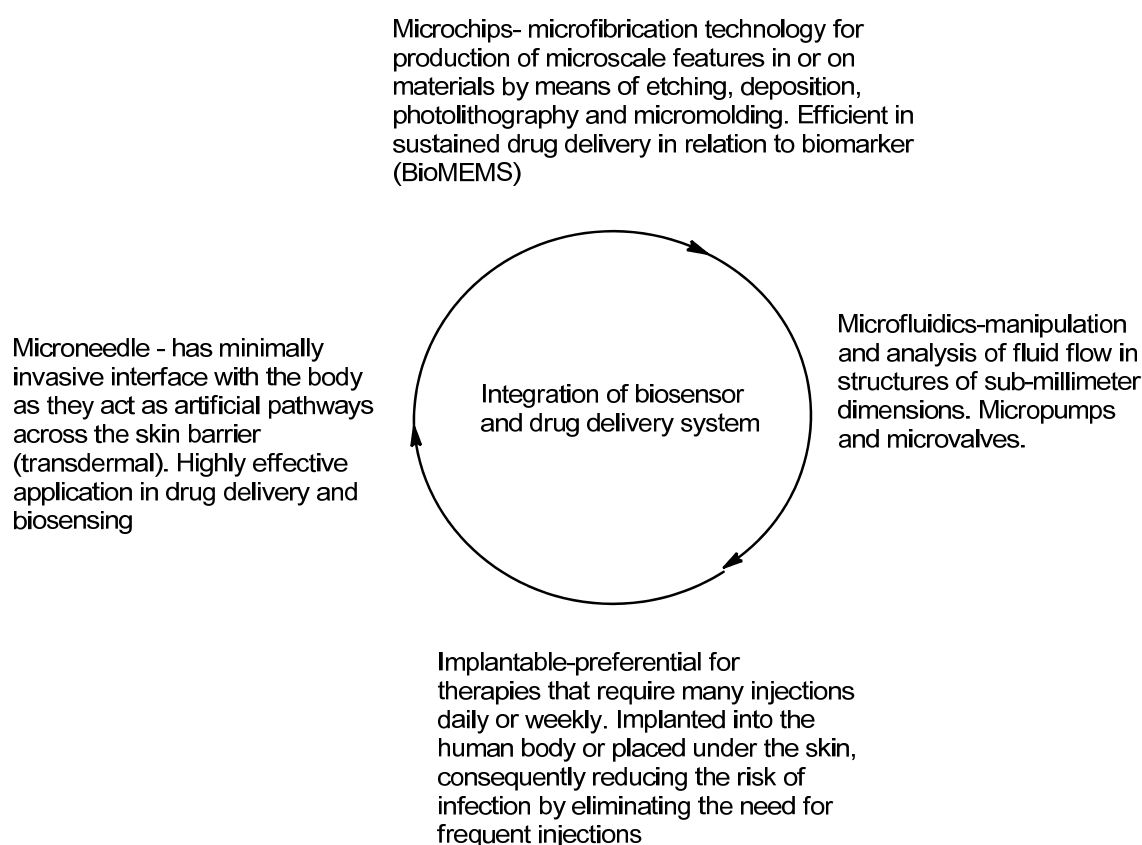 Microchips- microfibrication technology for
production of microscale features in or on
materials by means of etching, deposition,
photolithography and micromolding. Efficient in
sustained drug delivery in relation to biomarker
(BioMEMS)
Microfluidics-manipulation
and analysis of fluid flow in
structures of sub-millimeter
dimensions. Micropumps
and microvalves.
Microneedle - has minimally
invasive interface with the body
as they act as artificial pathways
across the skin barrier
(transdermal). Highly effective
application in drug delivery and
biosensing
Integration of biosensor
and drug delivery system
Implantable-preferential for
therapies that require many injections
daily or weekly. Implanted into the
human body or placed under the skin,
consequently reducing the risk of
infection by eliminating the need for
frequent injections